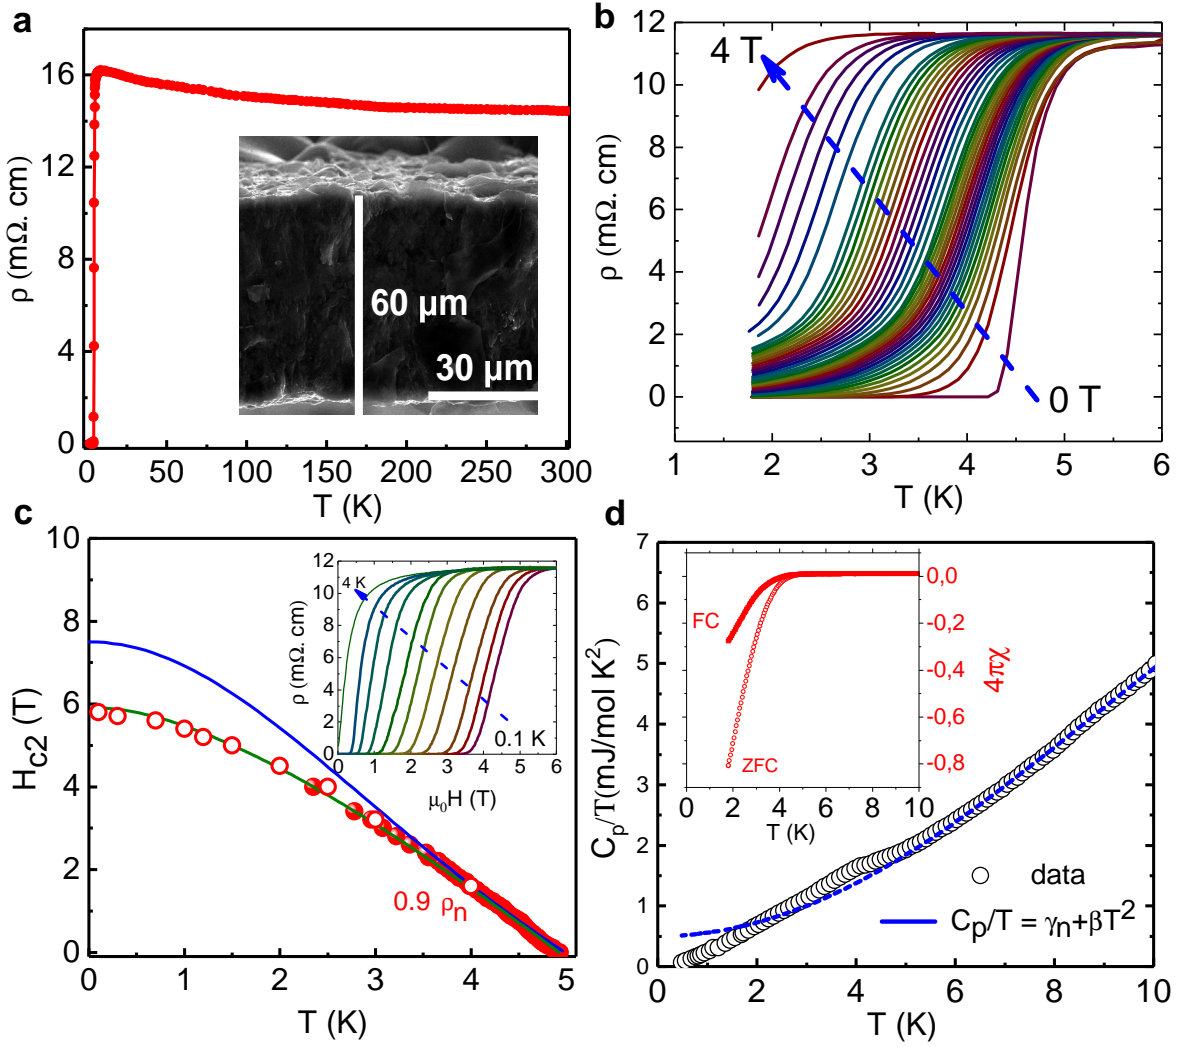 a
16
12
8
4
0
ρ (mΩ. cm)
60 μm
30 μm
0
50
100
150
200
250
300
T (K)
b
12
10
8
6
4
2
0
ρ (mΩ. cm)
4 T
0 T
1
2
3
4
5
6
T (K)
c
10
8
6
4
2
0
H_c2 (T)
0.9 ρ_n
0
1
2
3
4
5
T (K)
12
10
8
6
4
2
0
ρ (mΩ. cm)
4 K
0.1 K
0
1
2
3
4
5
6
μ₀H (T)
d
7
6
5
4
3
2
1
0
C_p/T(mJ/mol K²)
FC
ZFC
0,0
-0,2
-0,4
-0,6
-0,8
4πχ
0
2
4
6
8
10
T (K)
data
C_p/T = γ_n+βT²
0
2
4
6
8
10
T (K)